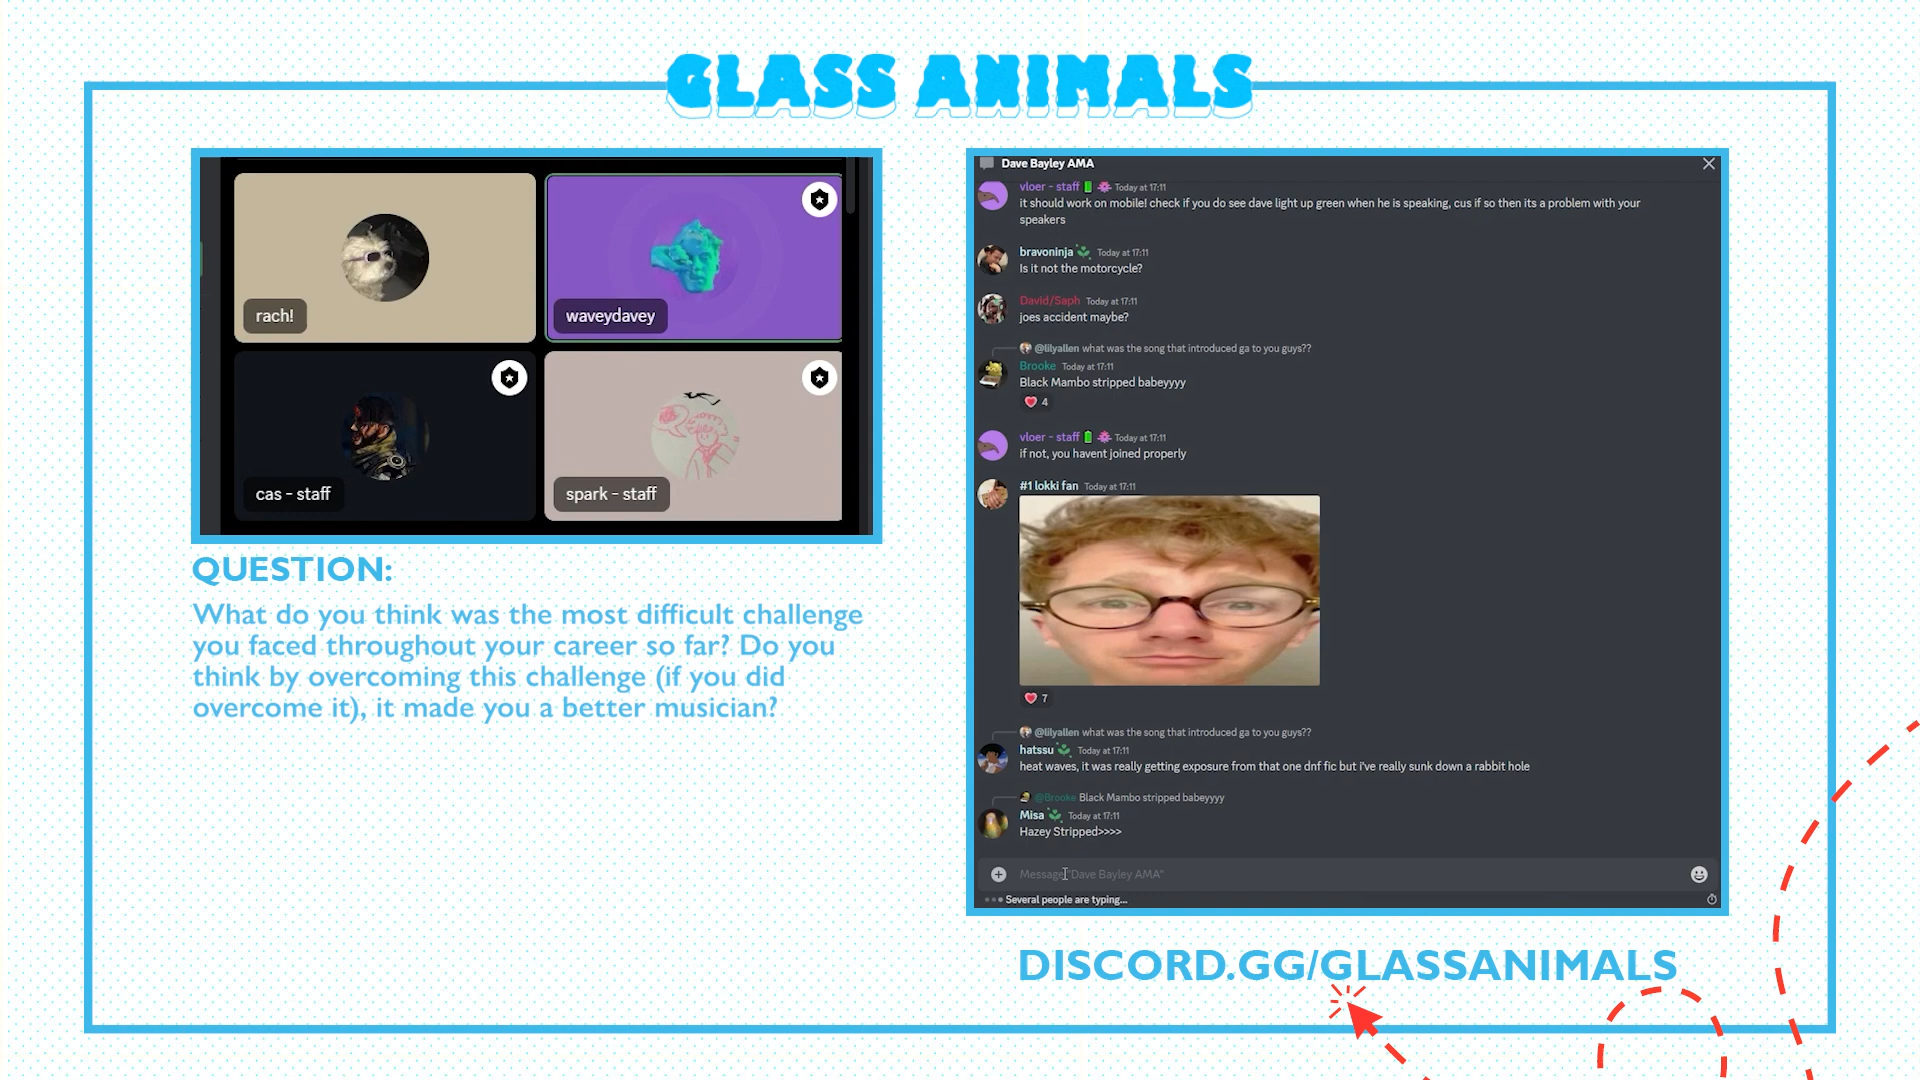 GLASS ANIMALS
rach!
waveydavey
cas - staff
spark - staff
QUESTION:
What do you think was the most difficult challenge
you faced throughout your career so far? Do you
think by overcoming this challenge (if you did
overcome it), it made you a better musician?
Dave Bayley AMA
vloer - staff Today at 17:11
it should work on mobile! check if you do see dave light up green when he is speaking, cus if so then its a problem with your
speakers
bravoninja Today at 17:11
Is it not the motorcycle?
David/Saph Today at 17:11
joes accident maybe?
@lilyallen what was the song that introduced ga to you guys??
Brooke Today at 17:11
Black Mambo stripped babeyyyy
4
vloer - staff Today at 17:11
if not, you havent joined properly
#1 lokki fan Today at 17:11
7
@lilyallen what was the song that introduced ga to you guys??
hatssu Today at 17:11
heat waves, it was really getting exposure from that one dnf fic but i've really sunk down a rabbit hole
@Brooke Black Mambo stripped babeyyyy
Misa Today at 17:11
Hazey Stripped>>>>
Message "Dave Bayley AMA"
Several people are typing...
DISCORD.GG/GLASSANIMALS